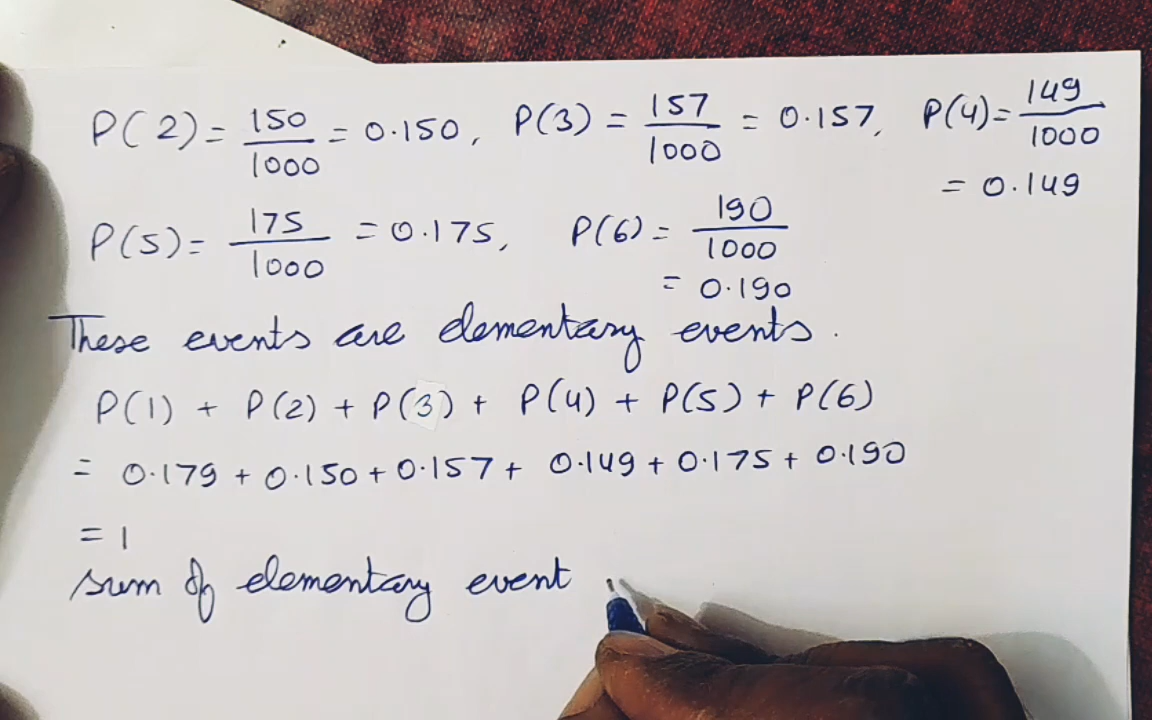 P(2) = 150/1000 = 0.150, P(3) = 157/1000 = 0.157, P(4) = 149/1000
= 0.149
P(5) = 175/1000 = 0.175, P(6) = 190/1000
= 0.190
These events are elementary events.
P(1) + P(2) + P(3) + P(4) + P(5) + P(6)
= 0.179 + 0.150 + 0.157 + 0.149 + 0.175 + 0.190
= 1
sum of elementary event